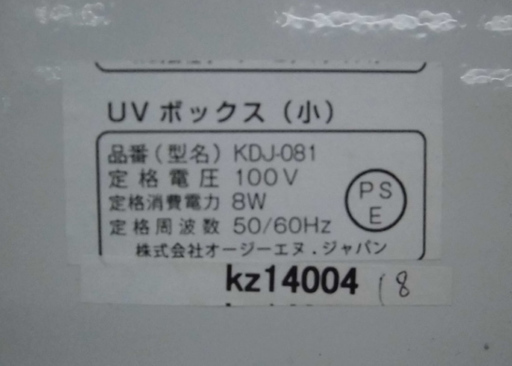 UVボックス（小）
品番（型名）KDJ-081
定格電圧 100V
定格消費電力 8W
定格周波数 50/60Hz
PS
E
株式会社オージーエヌ．ジャパン
kz14004 (8